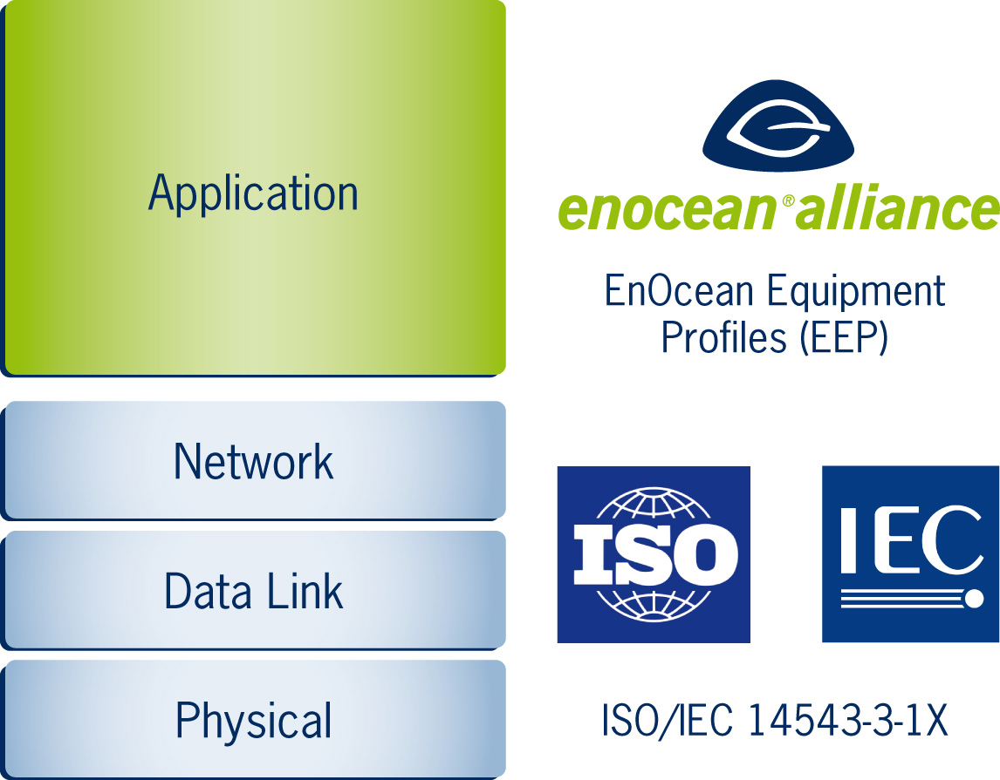 Application
enocean® alliance
EnOcean Equipment
Profiles (EEP)
Network
Data Link
Physical
ISO
IEC
ISO/IEC 14543-3-1X